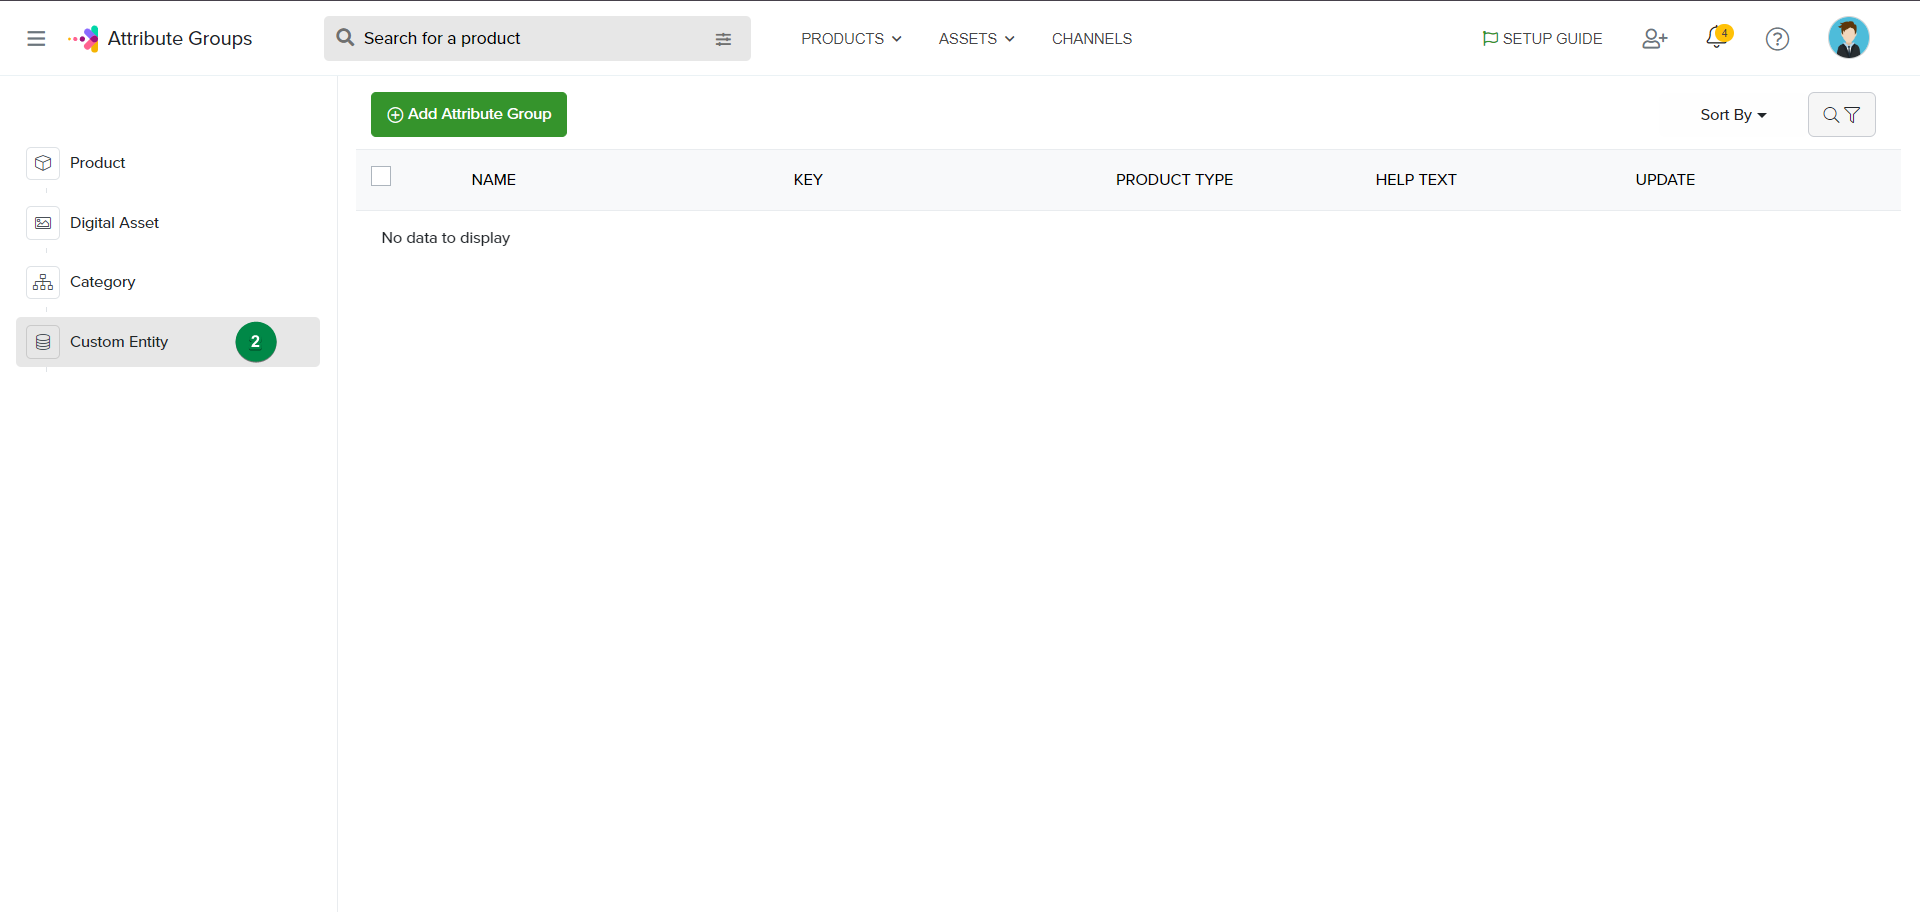 Attribute Groups
Search for a product
PRODUCTS
ASSETS
CHANNELS
SETUP GUIDE
4
Add Attribute Group
Sort By
Product
Digital Asset
Category
Custom Entity 2
NAME KEY PRODUCT TYPE HELP TEXT UPDATE
No data to display